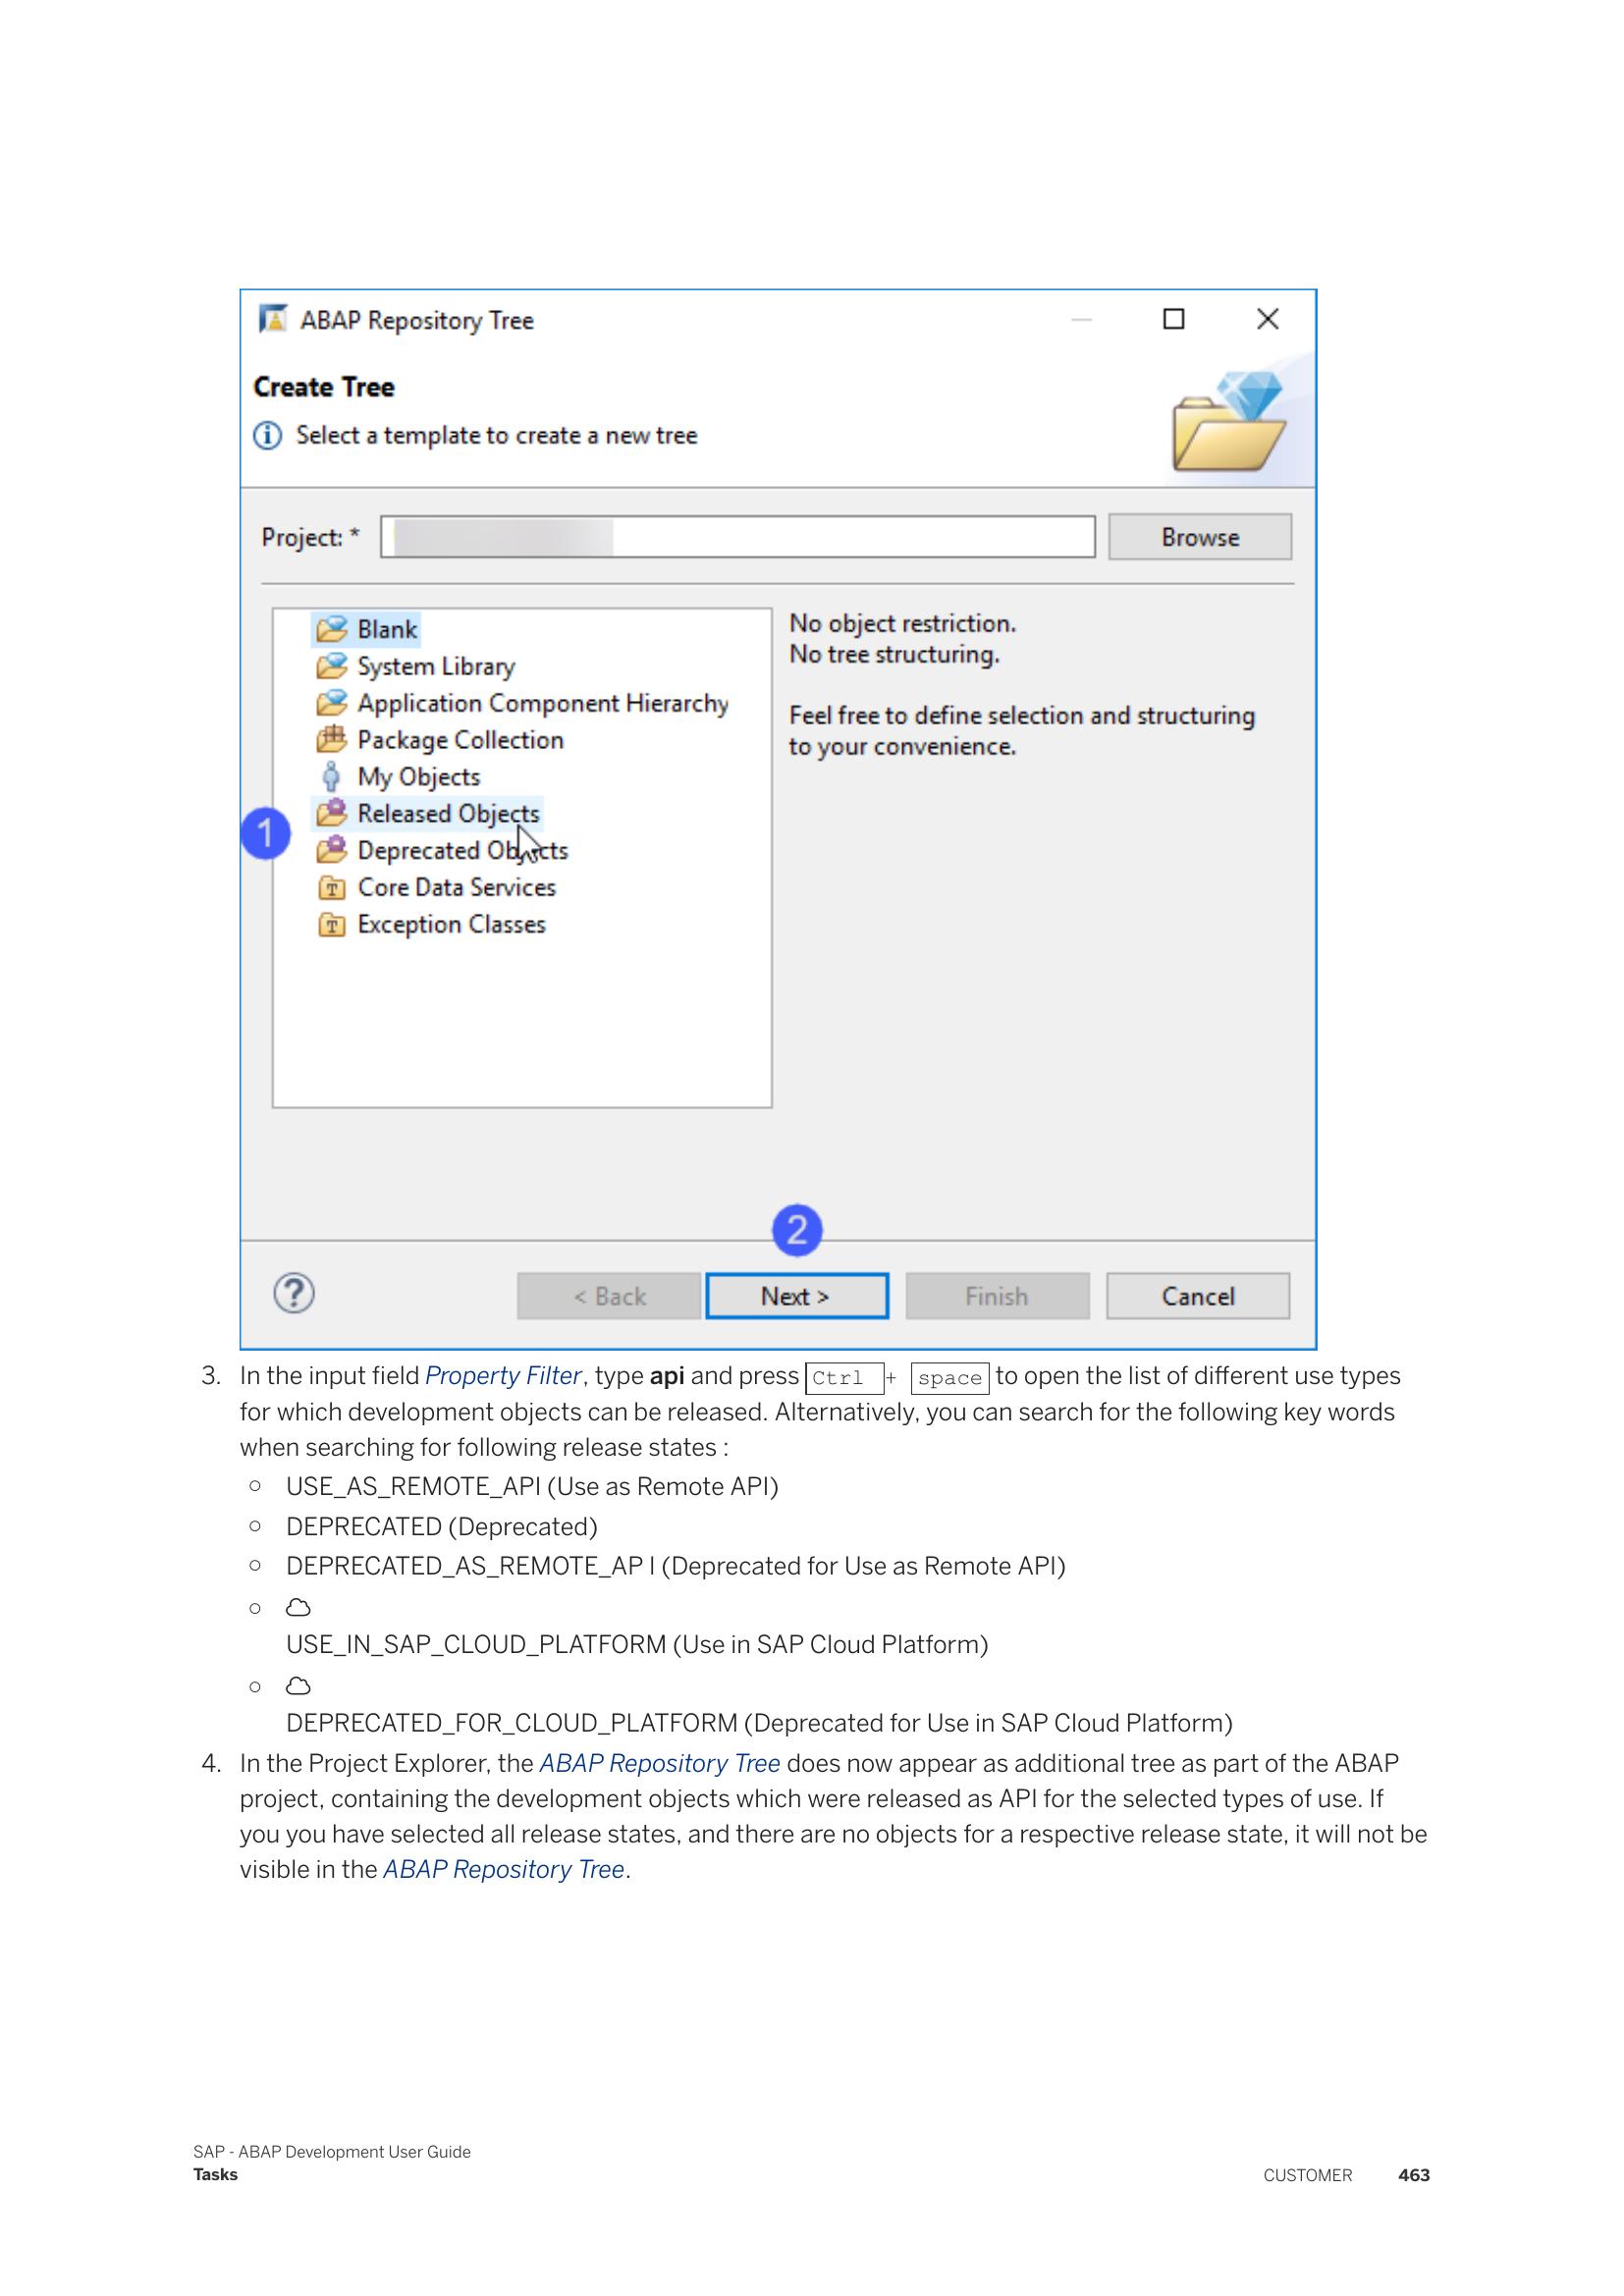 ABAP Repository Tree
Create Tree
Select a template to create a new tree
Project: *
Browse
Blank
System Library
Application Component Hierarchy
Package Collection
My Objects
Released Objects
Deprecated Objects
Core Data Services
Exception Classes
No object restriction.
No tree structuring.
Feel free to define selection and structuring
to your convenience.
1
2
?
< Back
Next >
Finish
Cancel
3. In the input field Property Filter, type api and press Ctrl + space to open the list of different use types
for which development objects can be released. Alternatively, you can search for the following key words
when searching for following release states :
○ USE_AS_REMOTE_API (Use as Remote API)
○ DEPRECATED (Deprecated)
○ DEPRECATED_AS_REMOTE_AP I (Deprecated for Use as Remote API)
○
USE_IN_SAP_CLOUD_PLATFORM (Use in SAP Cloud Platform)
○
DEPRECATED_FOR_CLOUD_PLATFORM (Deprecated for Use in SAP Cloud Platform)
4. In the Project Explorer, the ABAP Repository Tree does now appear as additional tree as part of the ABAP
project, containing the development objects which were released as API for the selected types of use. If
you you have selected all release states, and there are no objects for a respective release state, it will not be
visible in the ABAP Repository Tree.
SAP - ABAP Development User Guide
Tasks
CUSTOMER 463